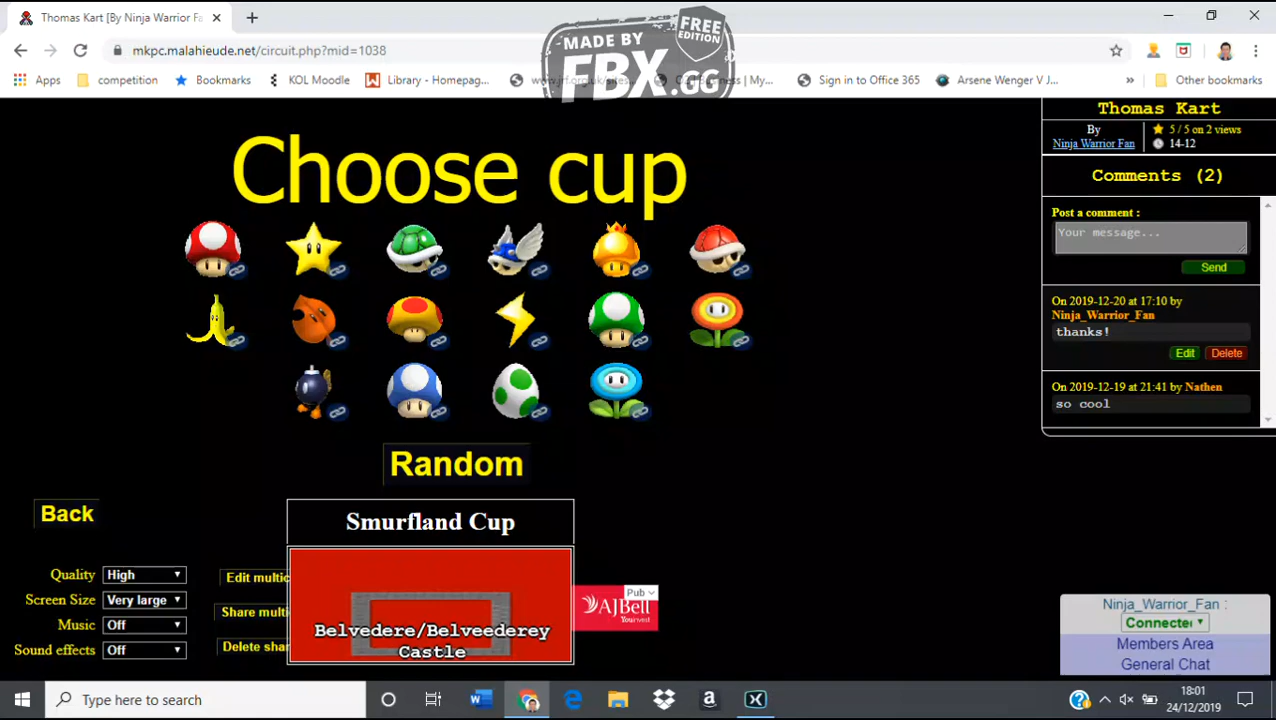 Thomas Kart [By Ninja Warrior Fa
mkpc.malahieude.net/circuit.php?mid=1038
MADE BY
FBX.GG
FREE
EDITION
Apps
competition
Bookmarks
KOL Moodle
Library - Homepag...
Business | My...
Sign in to Office 365
Arsene Wenger V J...
»
Other bookmarks
Choose cup
Random
Back
Smurfland Cup
Belvedere/Belveederey
Castle
Quality High
Screen Size Very large
Music Off
Sound effects Off
Edit multic
Share multi
Delete shar
Pub
AJBell
Youinvest
Thomas Kart
By
Ninja Warrior Fan
5 / 5 on 2 views
14-12
Comments (2)
Post a comment :
Your message...
Send
On 2019-12-20 at 17:10 by
Ninja_Warrior_Fan
thanks!
Edit Delete
On 2019-12-19 at 21:41 by Nathen
so cool
Ninja_Warrior_Fan :
Connected
Members Area
General Chat
Type here to search
18:01
24/12/2019